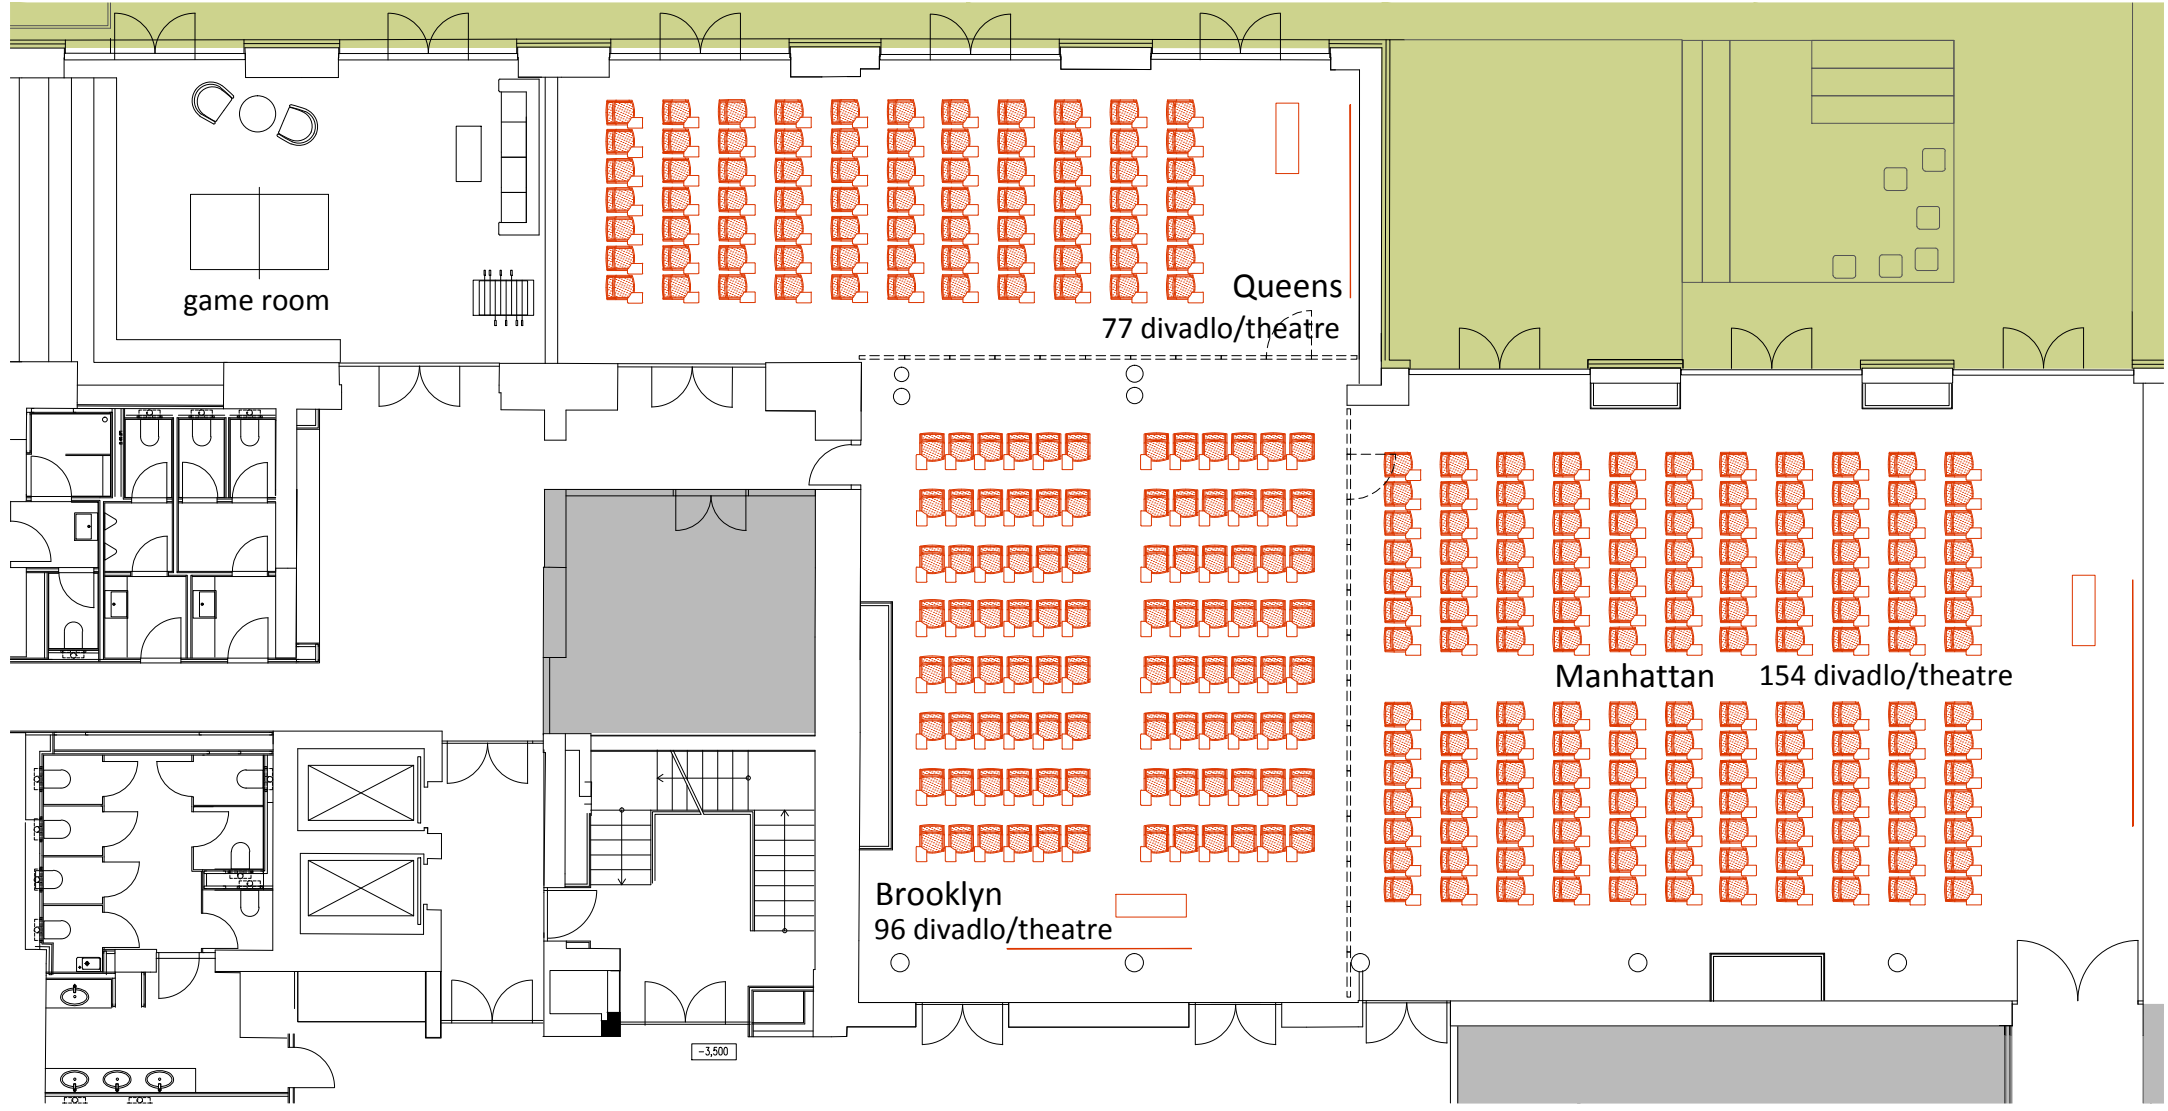 game room
Queens
77 divadlo/theatre
Manhattan 154 divadlo/theatre
Brooklyn
96 divadlo/theatre
-3,500